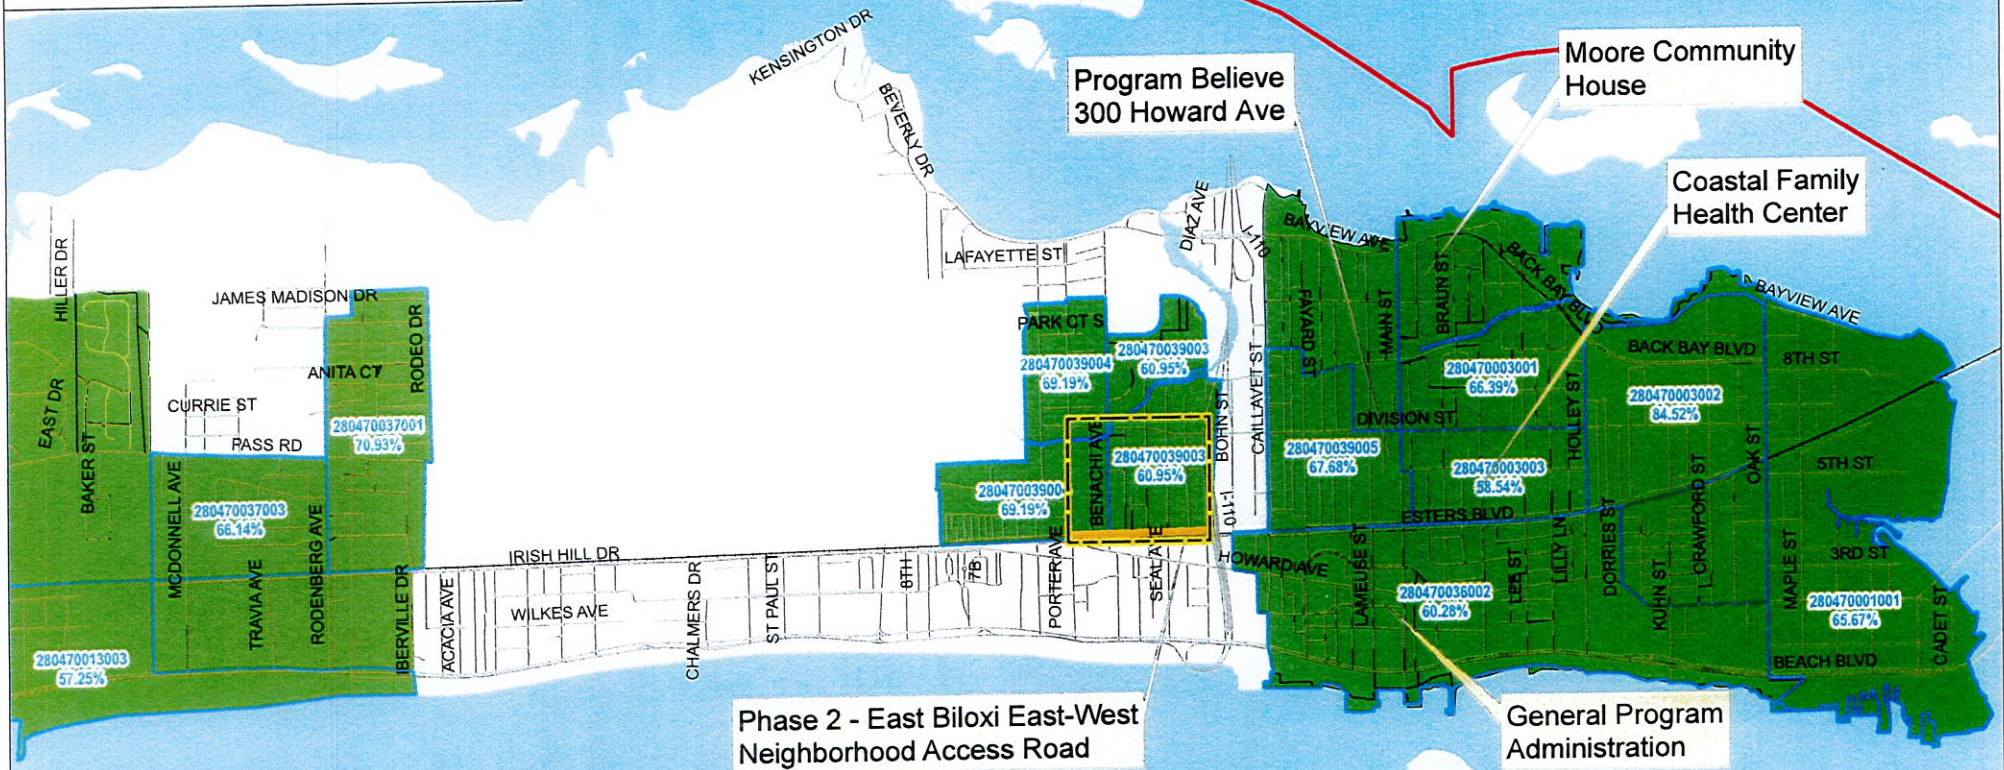 KENSINGTON DR
BEVERLY DR
Program Believe
300 Howard Ave
Moore Community
House
Coastal Family
Health Center
HILLER DR
JAMES MADISON DR
RODEO DR
ANITA CT
EAST DR
CURRIE ST
BAKER ST
PASS RD
280470037001
70.93%
MCDONNELL AVE
280470037003
66.14%
TRAVIA AVE
RODENBERG AVE
IBERVILLE DR
280470013003
57.25%
ACACIA AVE
IRISH HILL DR
WILKES AVE
CHALMERS DR
ST PAUL ST
8TH
7B
LAFAYETTE ST
DIAZ AVE
I-110
PARK CT S
280470039004
69.19%
280470039003
60.95%
BENACHI AVE
280470039003
60.95%
28047003900
69.19%
PORTER AVE
SEAL AVE
BOHN ST
I-110
CAILLAVET ST
BAYVIEW AVE
FAYARD ST
MAIN ST
BRAUN ST
BACK BAY BLVD
BAYVIEW AVE
BACK BAY BLVD
8TH ST
280470003001
66.39%
280470003002
84.52%
DIVISION ST
HOLLEY ST
280470039005
67.68%
280470003003
58.54%
OAK ST
5TH ST
CRAWFORD ST
ESTERS BLVD
HOWARD AVE
LAMEUSE ST
LEE ST
LILLY LN
DORRIES ST
KUHN ST
MAPLE ST
3RD ST
280470036002
60.28%
280470001001
65.67%
CADET ST
BEACH BLVD
Phase 2 - East Biloxi East-West
Neighborhood Access Road
General Program
Administration